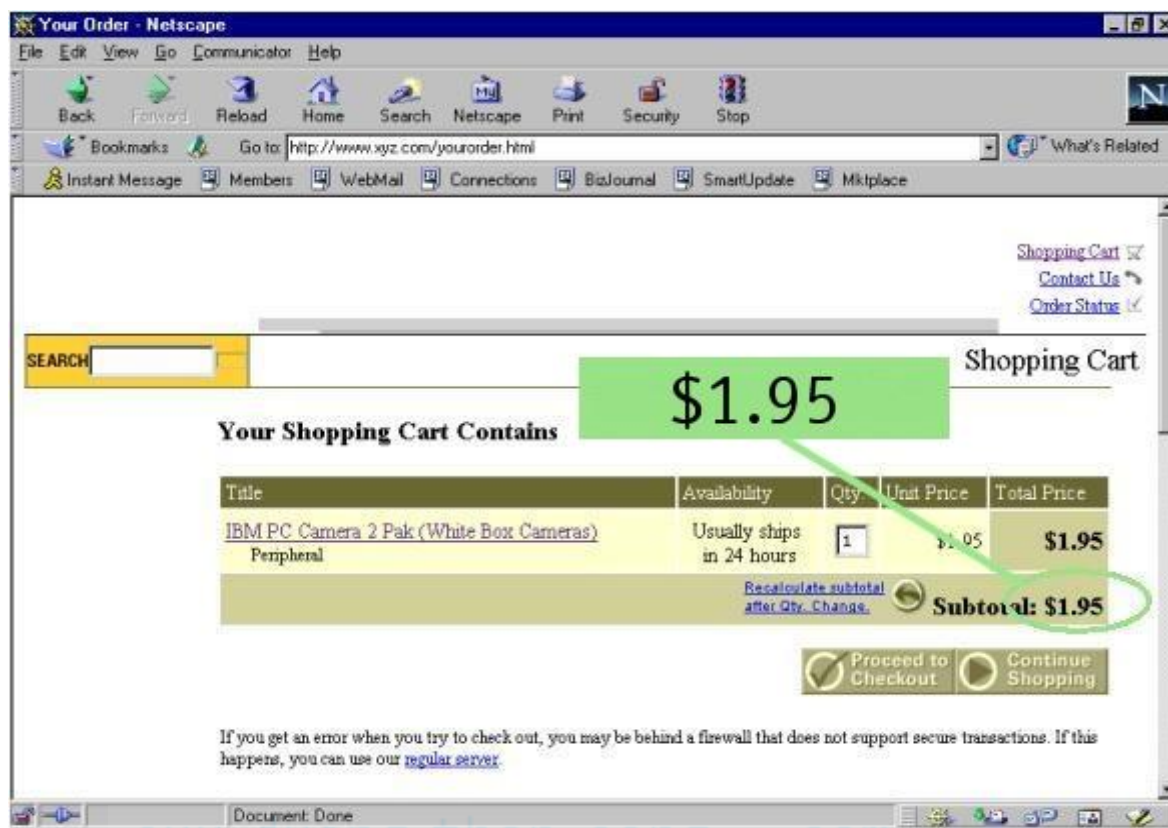 Your Order - Netscape
File Edit View Go Communicator Help
Back Forward Reload Home Search Netscape Print Security Stop
Bookmarks Go to: http://www.xyz.com/yourorder.html What's Related
Instant Message Members WebMail Connections BizJournal SmartUpdate Mktplace
Shopping Cart
Contact Us
Order Status
SEARCH
Shopping Cart
$1.95
Your Shopping Cart Contains
Title Availability Qty Unit Price Total Price
IBM PC Camera 2 Pak (White Box Cameras) Usually ships 1 $1.95 $1.95
Peripheral in 24 hours
Recalculate subtotal
after Qty. Change. Subtotal: $1.95
Proceed to Continue
Checkout Shopping
If you get an error when you try to check out, you may be behind a firewall that does not support secure transactions. If this
happens, you can use our regular server.
Document: Done